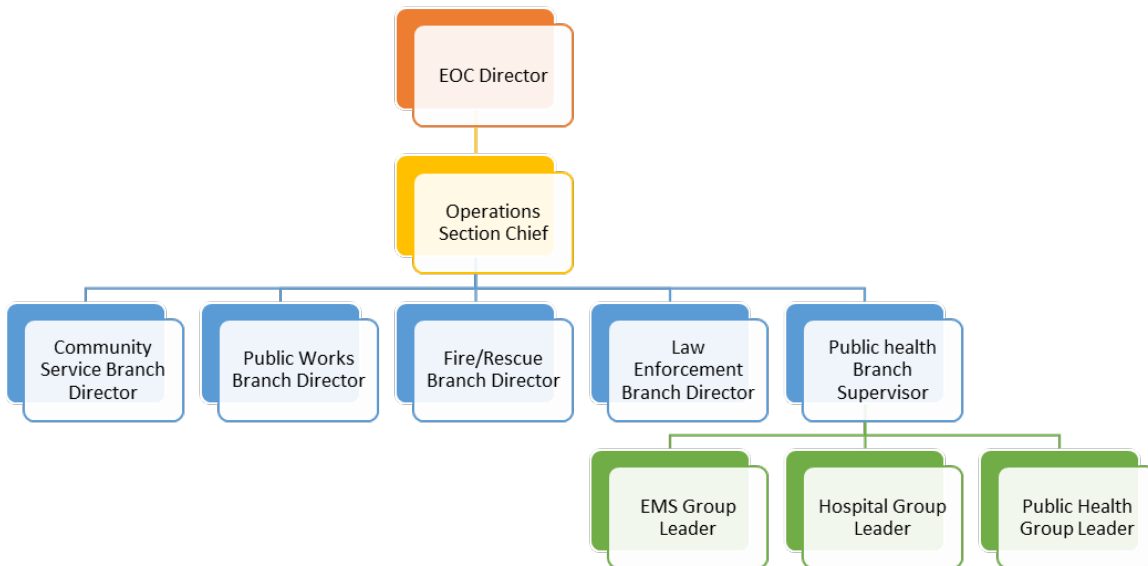 EOC Director
Operations
Section Chief
Community
Service Branch
Director
Public Works
Branch Director
Fire/Rescue
Branch Director
Law
Enforcement
Branch Director
Public health
Branch
Supervisor
EMS Group
Leader
Hospital Group
Leader
Public Health
Group Leader